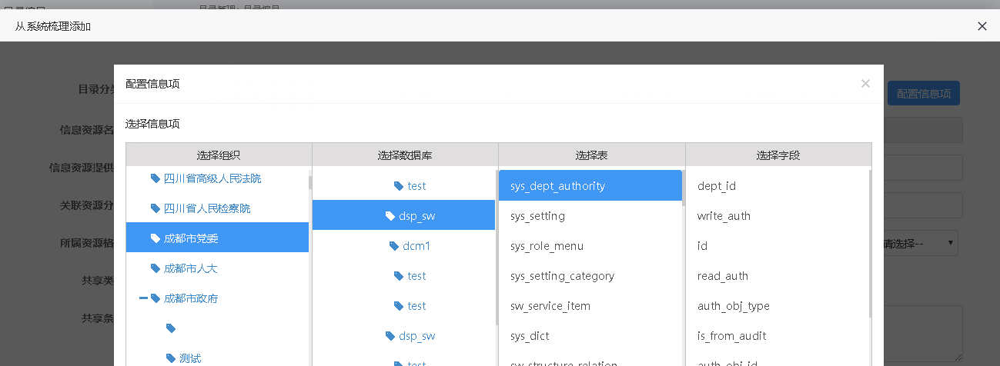 从系统梳理添加
配置信息项
目录分类
配置信息项
信息资源名
选择信息项
信息资源提供
关联资源分
所属资源格
请选择--
共享类
共享条
选择组织
四川省高级人民法院
四川省人民检察院
成都市党委
成都市人大
成都市政府
测试
选择数据库
test
dsp_sw
dcm1
test
test
dsp_sw
test
选择表
sys_dept_authority
sys_setting
sys_role_menu
sys_setting_category
sw_service_item
sys_dict
sw_structure_relation
选择字段
dept_id
write_auth
id
read_auth
auth_obj_type
is_from_audit
auth_obj_id